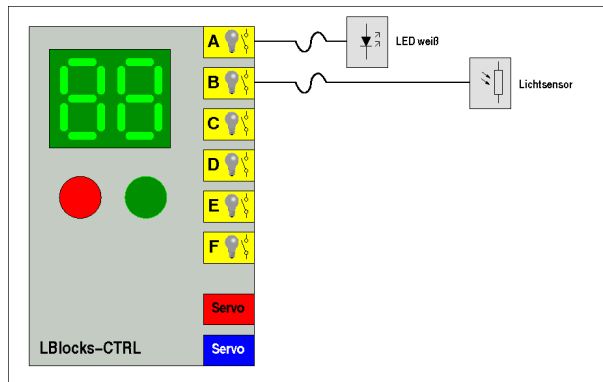 A
LED weiß
B
Lichtsensor
C
D
E
F
Servo
LBlocks-CTRL
Servo